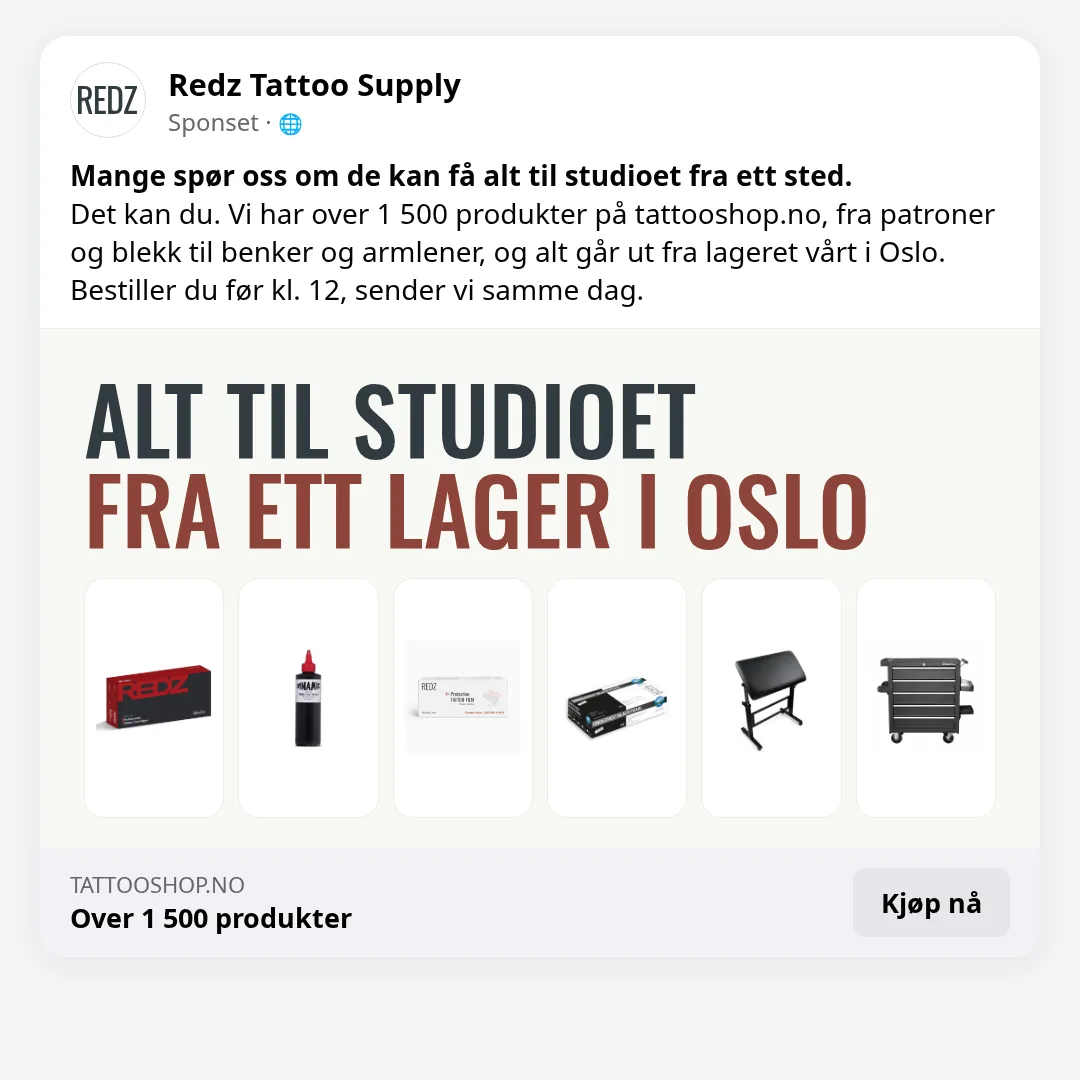 REDZ
Redz Tattoo Supply
Sponset · 🌐
Mange spør oss om de kan få alt til studioet fra ett sted.
Det kan du. Vi har over 1 500 produkter på tattooshop.no, fra patroner
og blekk til benker og armlener, og alt går ut fra lageret vårt i Oslo.
Bestiller du før kl. 12, sender vi samme dag.
ALT TIL STUDIOET
FRA ETT LAGER I OSLO
REDZ
REDZ
Protective
TATTOO FILM
TATTOOSHOP.NO
Over 1 500 produkter
Kjøp nå